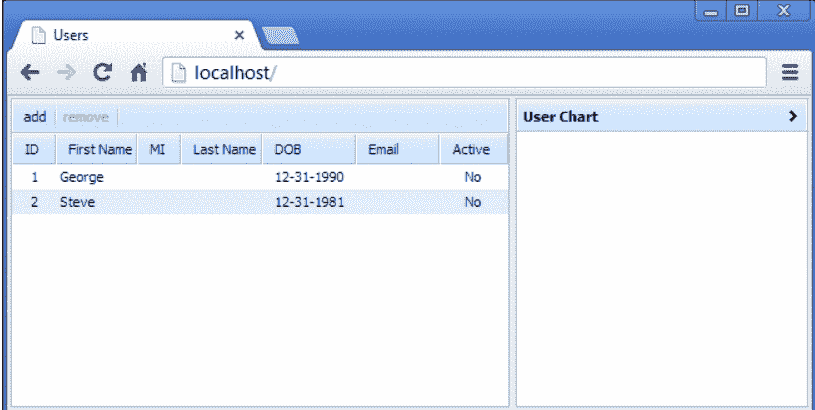 Users
localhost/
add remove
User Chart
ID First Name MI Last Name DOB Email Active
1 George 12-31-1990 No
2 Steve 12-31-1981 No